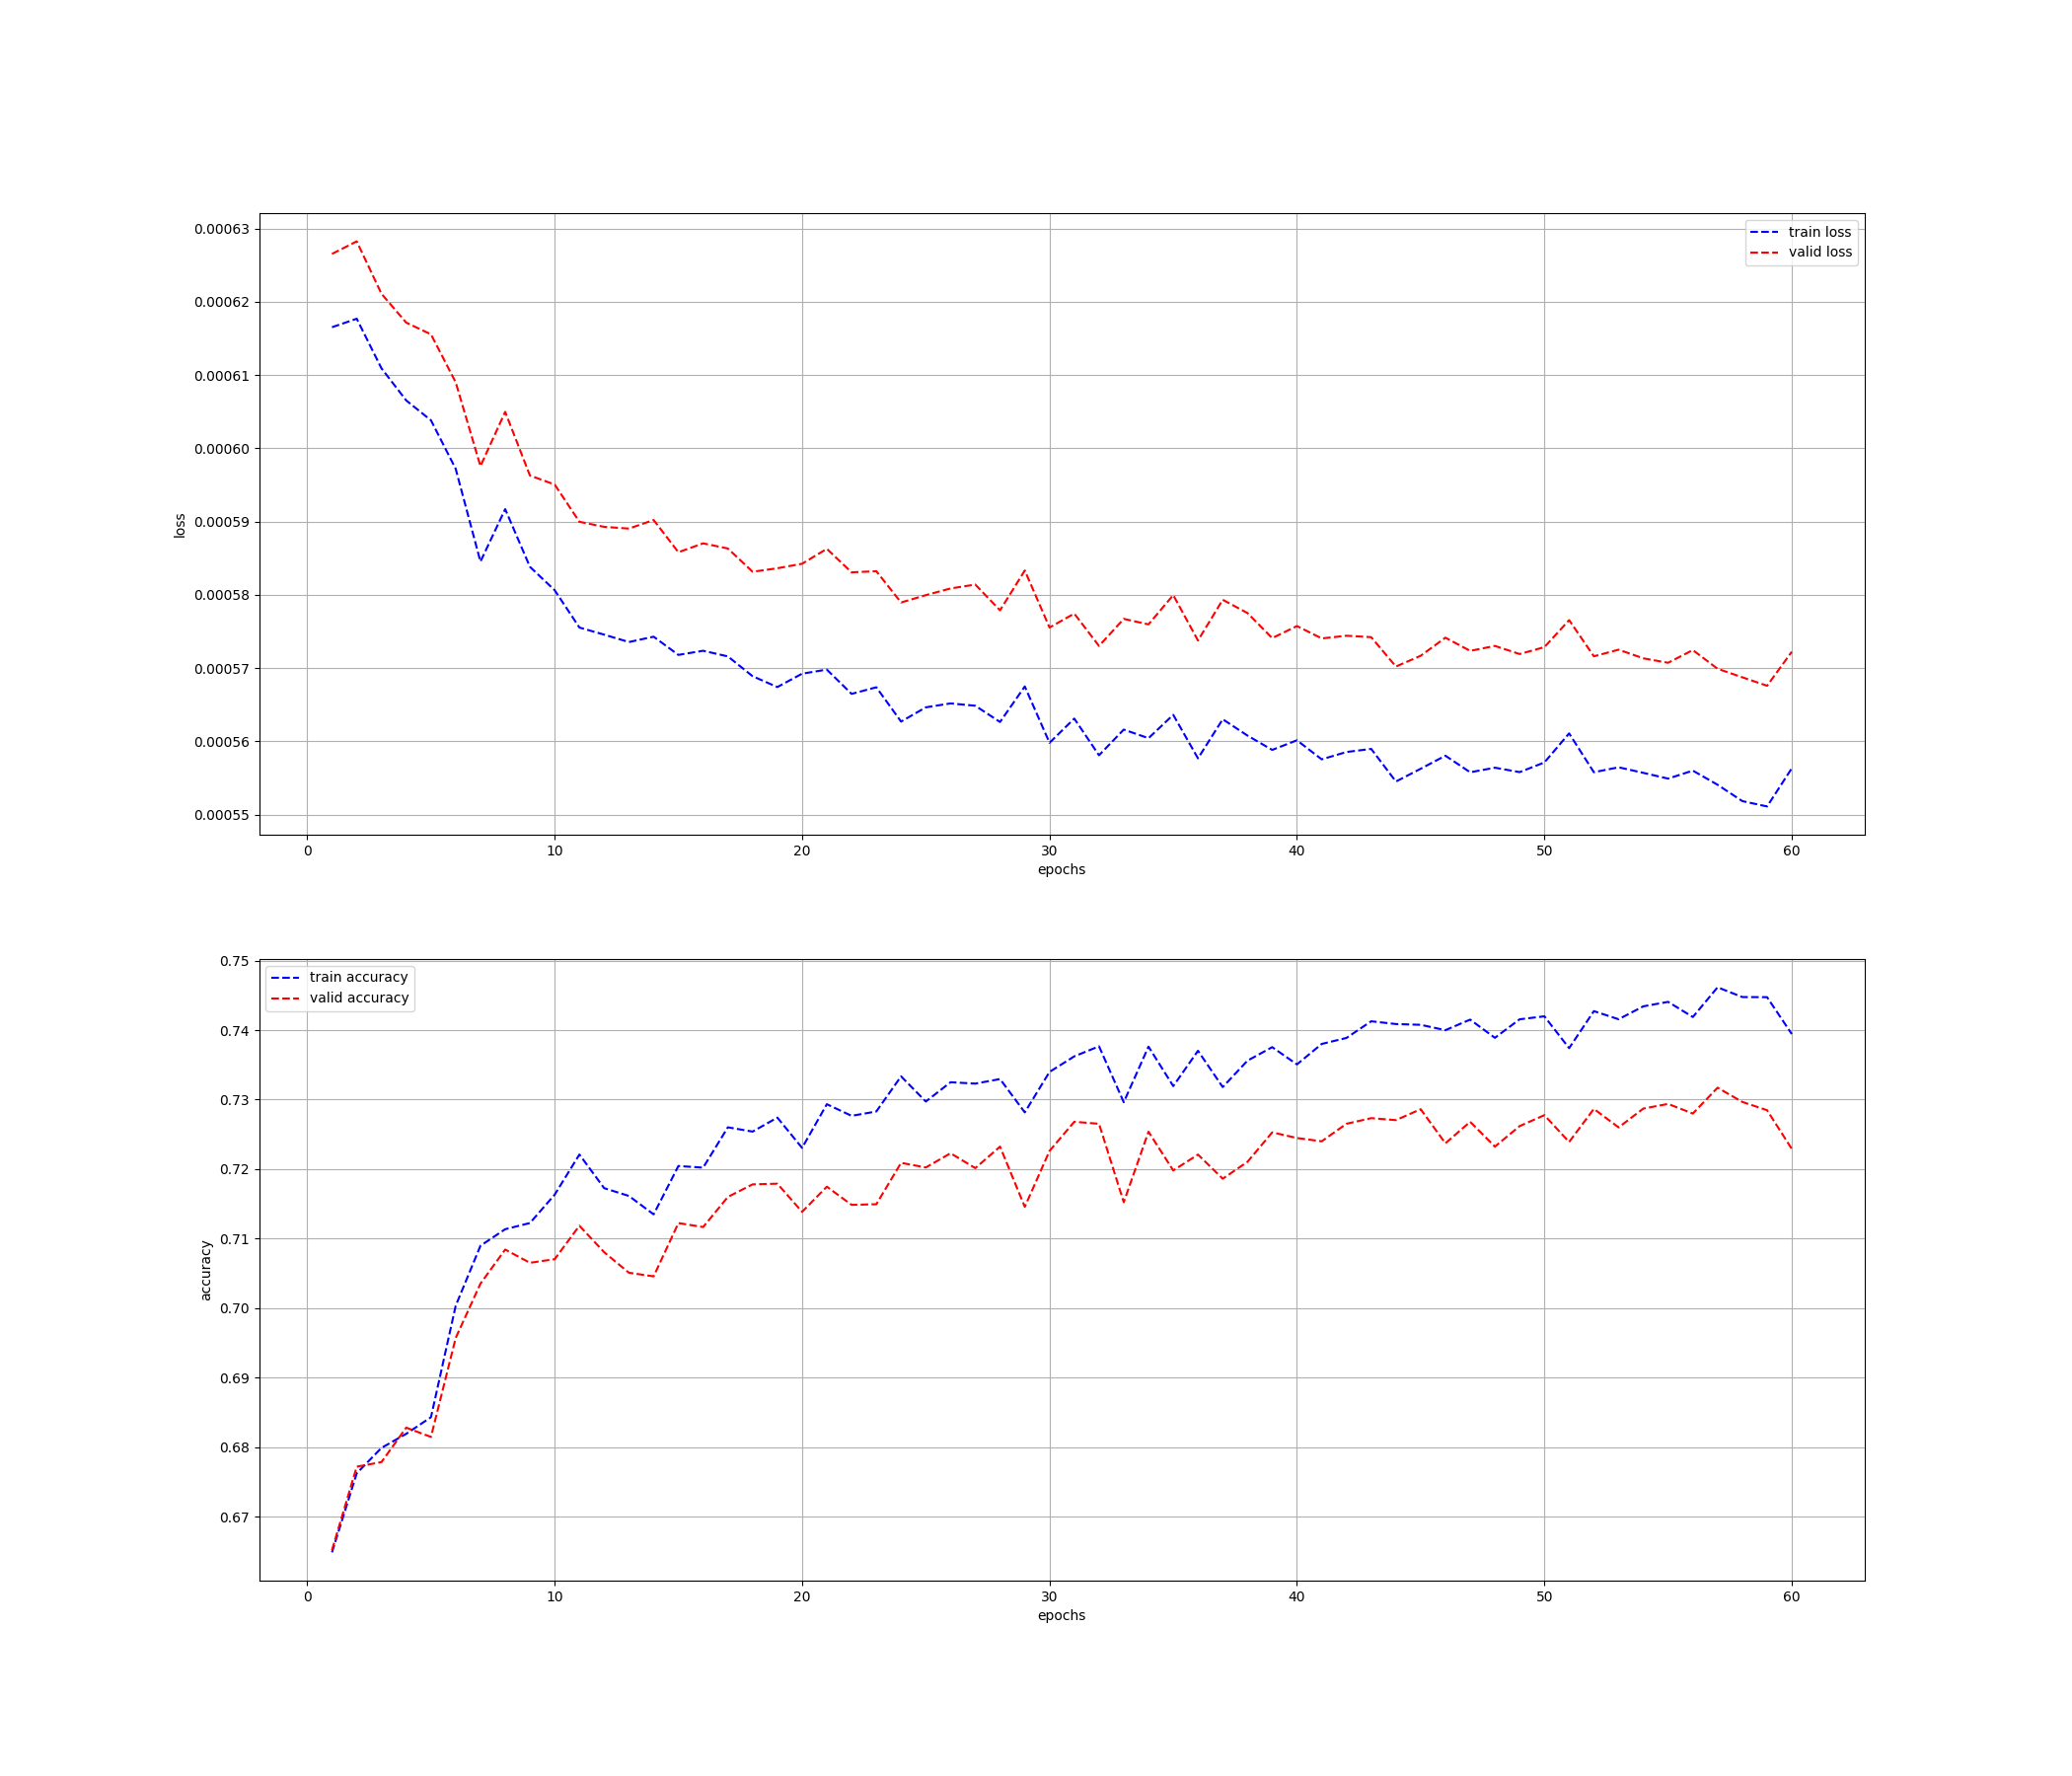 0.00063
0.00062
0.00061
0.00060
0.00059
0.00058
0.00057
0.00056
0.00055
loss
train loss
valid loss
0 10 20 30 40 50 60
epochs
0.75
0.74
0.73
0.72
0.71
0.70
0.69
0.68
0.67
accuracy
train accuracy
valid accuracy
0 10 20 30 40 50 60
epochs